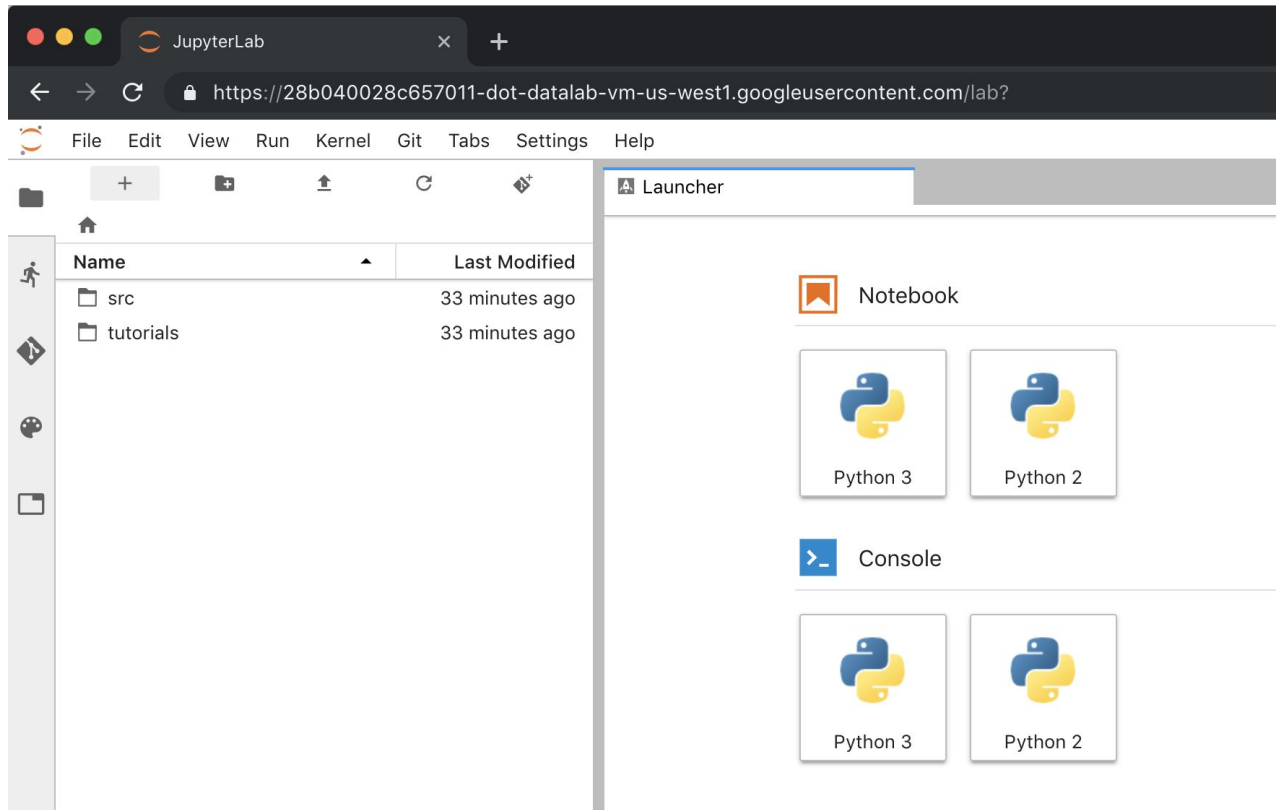 JupyterLab
https://28b040028c657011-dot-datalab-vm-us-west1.googleusercontent.com/lab?
File Edit View Run Kernel Git Tabs Settings Help
Launcher
Name Last Modified
src 33 minutes ago
tutorials 33 minutes ago
Notebook
Python 3 Python 2
Console
Python 3 Python 2